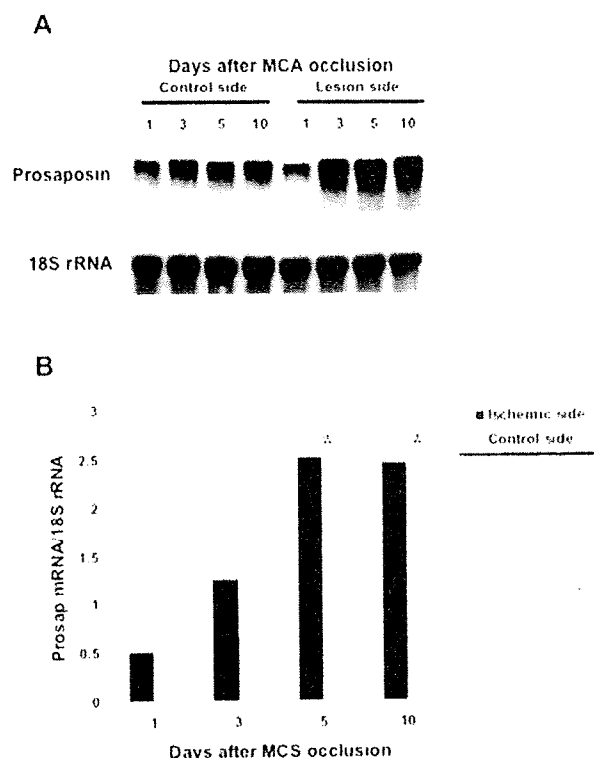 A
Days after MCA occlusion
Control side Lesion side
1 3 5 10 1 3 5 10
Prosaposin
18S rRNA
B
Prosap mRNA/18S rRNA
3
2.5
2
1.5
1
0.5
0
1 3 5 10
Days after MCS occlusion
Ischemic side
Control side